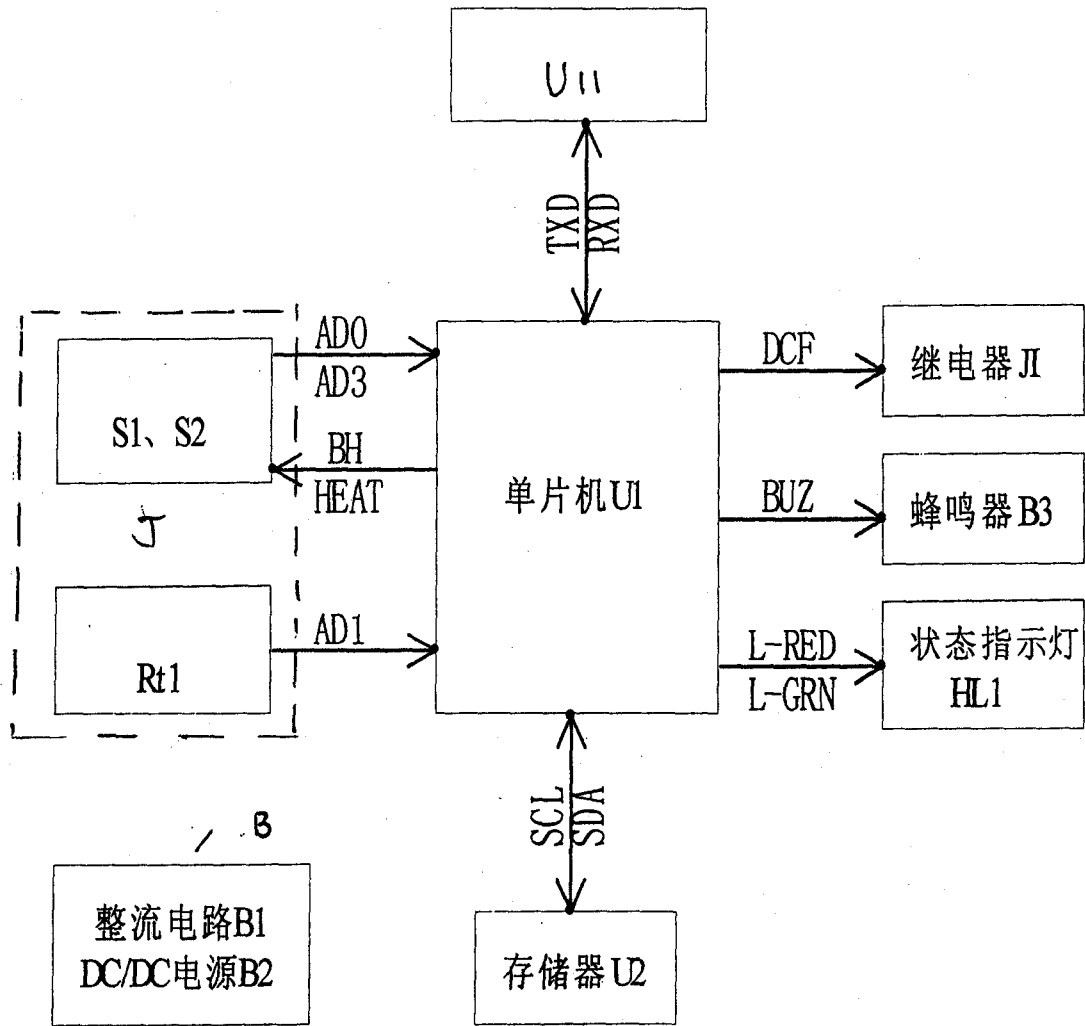 U11
TXD
RXD
AD0
AD3
S1、S2
BH
HEAT
J
Rt1
AD1
单片机U1
DCF
继电器J1
BUZ
蜂鸣器B3
L-RED
L-GRN
状态指示灯
HL1
SCL
SDA
B
整流电路B1
DC/DC电源B2
存储器U2